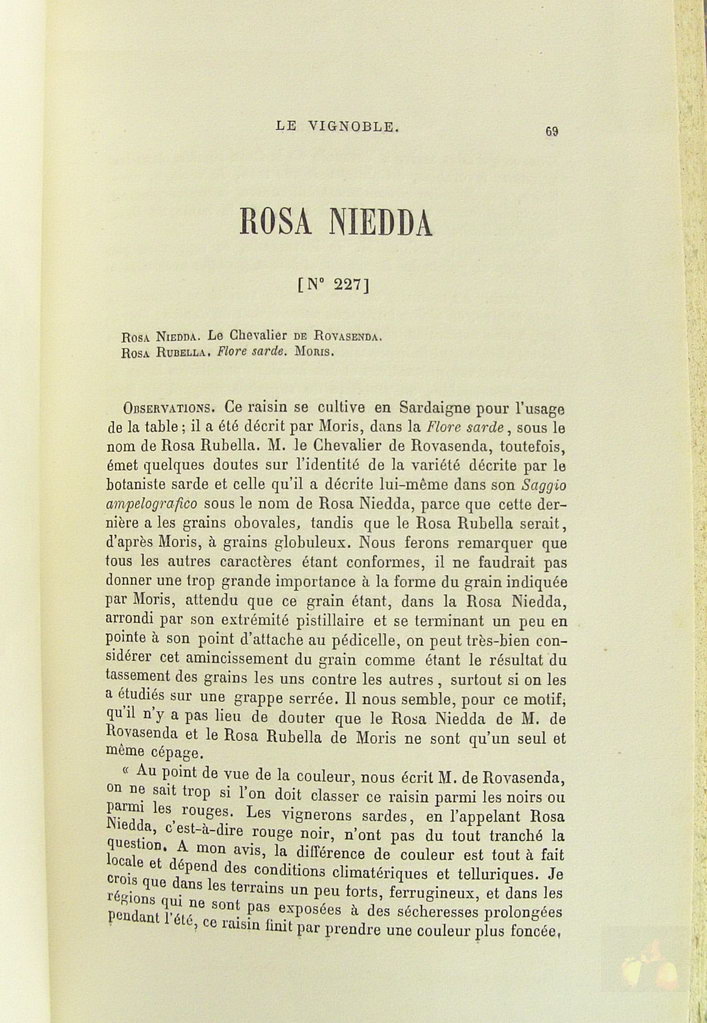 LE VIGNOBLE.
69
ROSA NIEDDA
[N° 227]
Rosa Niedda. Le Chevalier de Rovasenda.
Rosa Rubella. Flore sarde. Moris.
Observations. Ce raisin se cultive en Sardaigne pour l'usage
de la table ; il a été décrit par Moris, dans la Flore sarde, sous le
nom de Rosa Rubella. M. le Chevalier de Rovasenda, toutefois,
émet quelques doutes sur l'identité de la variété décrite par le
botaniste sarde et celle qu'il a décrite lui-même dans son Saggio
ampelografico sous le nom de Rosa Niedda, parce que cette der-
nière a les grains obovales, tandis que le Rosa Rubella serait,
d'après Moris, à grains globuleux. Nous ferons remarquer que
tous les autres caractères étant conformes, il ne faudrait pas
donner une trop grande importance à la forme du grain indiquée
par Moris, attendu que ce grain étant, dans la Rosa Niedda,
arrondi par son extrémité pistillaire et se terminant un peu en
pointe à son point d'attache au pédicelle, on peut très-bien con-
sidérer cet amincissement du grain comme étant le résultat du
tassement des grains les uns contre les autres, surtout si on les
a étudiés sur une grappe serrée. Il nous semble, pour ce motif,
qu'il n'y a pas lieu de douter que le Rosa Niedda de M. de
Rovasenda et le Rosa Rubella de Moris ne sont qu'un seul et
même cépage.
« Au point de vue de la couleur, nous écrit M. de Rovasenda,
on ne sait trop si l'on doit classer ce raisin parmi les noirs ou
parmi les rouges. Les vignerons sardes, en l'appelant Rosa
Niedda, c'est-à-dire rouge noir, n'ont pas du tout tranché la
question. A mon avis, la différence de couleur est tout à fait
locale et dépend des conditions climatériques et telluriques. Je
crois que dans les terrains un peu forts, ferrugineux, et dans les
régions qui ne sont pas exposées à des sécheresses prolongées
pendant l'été, ce raisin finit par prendre une couleur plus foncée,